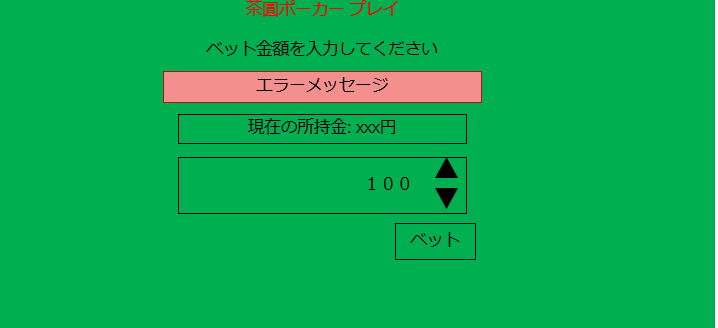 茶圓ポーカー プレイ
ベット金額を入力してください
エラーメッセージ
現在の所持金: xxx円
１００
ベット